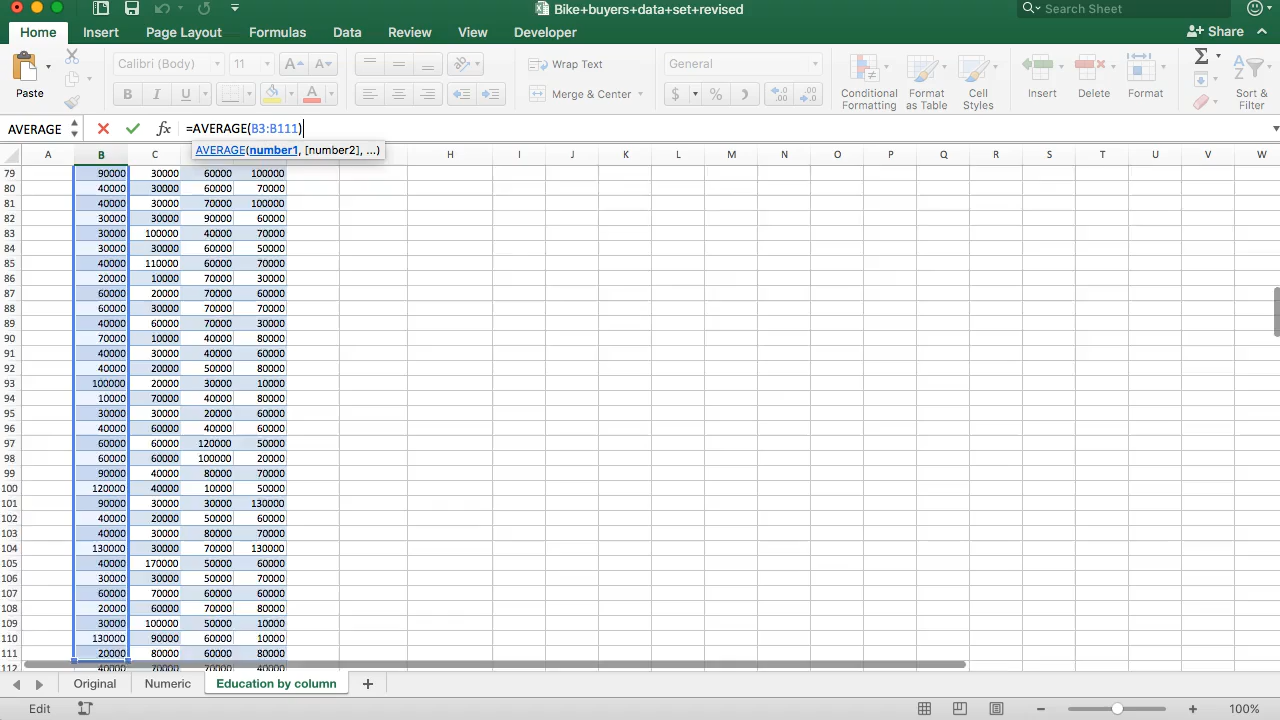 Bike+buyers+data+set+revised
Search Sheet
Home Insert Page Layout Formulas Data Review View Developer
Share
Paste
Calibri (Body) 11 A A
B I U A
Wrap Text
Merge & Center
General
$ %
Conditional Formatting
Format as Table
Cell Styles
Insert
Delete
Format
Sort & Filter
AVERAGE fx =AVERAGE(B3:B111)
AVERAGE(number1, [number2], ...)
A B C H I J K L M N O P Q R S T U V W
79 90000 30000 60000 100000
80 40000 30000 60000 70000
81 40000 30000 70000 100000
82 30000 30000 90000 60000
83 30000 100000 40000 70000
84 30000 30000 60000 50000
85 40000 110000 60000 70000
86 20000 10000 70000 30000
87 60000 20000 70000 60000
88 60000 30000 70000 70000
89 40000 60000 70000 30000
90 70000 10000 40000 80000
91 40000 30000 40000 60000
92 40000 20000 50000 80000
93 100000 20000 30000 10000
94 10000 70000 40000 80000
95 30000 30000 20000 60000
96 40000 60000 40000 60000
97 60000 60000 120000 50000
98 60000 60000 100000 20000
99 90000 40000 80000 70000
100 120000 40000 10000 50000
101 90000 30000 30000 130000
102 40000 20000 50000 60000
103 40000 30000 80000 70000
104 130000 30000 70000 130000
105 40000 170000 50000 60000
106 30000 30000 50000 70000
107 60000 70000 60000 70000
108 20000 60000 70000 80000
109 30000 100000 50000 10000
110 130000 90000 60000 10000
111 20000 80000 60000 80000
112 40000 70000 70000 40000
Original Numeric Education by column
Edit
100%